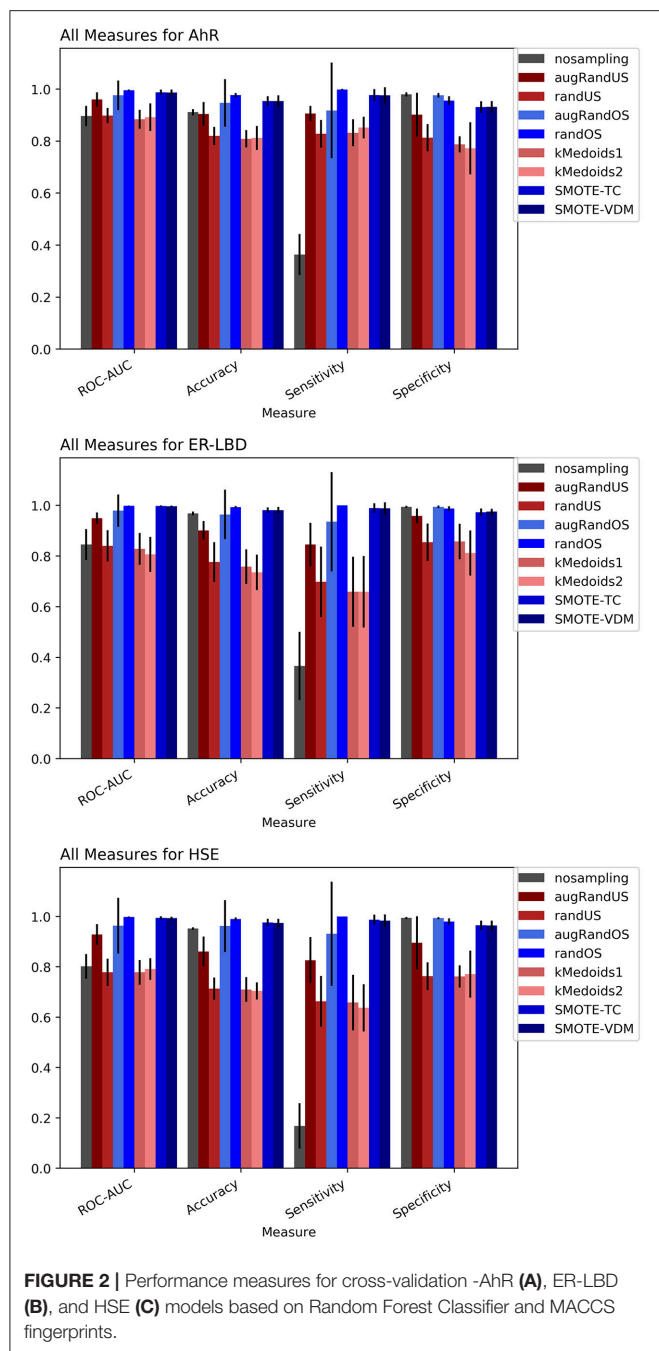 All Measures for AhR
1.0
0.8
0.6
0.4
0.2
0.0
ROC-AUC
Accuracy
Sensitivity
Specificity
Measure
nosampling
augRandUS
randUS
augRandOS
randOS
kMedoids1
kMedoids2
SMOTE-TC
SMOTE-VDM
All Measures for ER-LBD
1.0
0.8
0.6
0.4
0.2
0.0
ROC-AUC
Accuracy
Sensitivity
Specificity
Measure
nosampling
augRandUS
randUS
augRandOS
randOS
kMedoids1
kMedoids2
SMOTE-TC
SMOTE-VDM
All Measures for HSE
1.0
0.8
0.6
0.4
0.2
0.0
ROC-AUC
Accuracy
Sensitivity
Specificity
Measure
nosampling
augRandUS
randUS
augRandOS
randOS
kMedoids1
kMedoids2
SMOTE-TC
SMOTE-VDM
FIGURE 2 | Performance measures for cross-validation -AhR (A), ER-LBD
(B), and HSE (C) models based on Random Forest Classifier and MACCS
fingerprints.